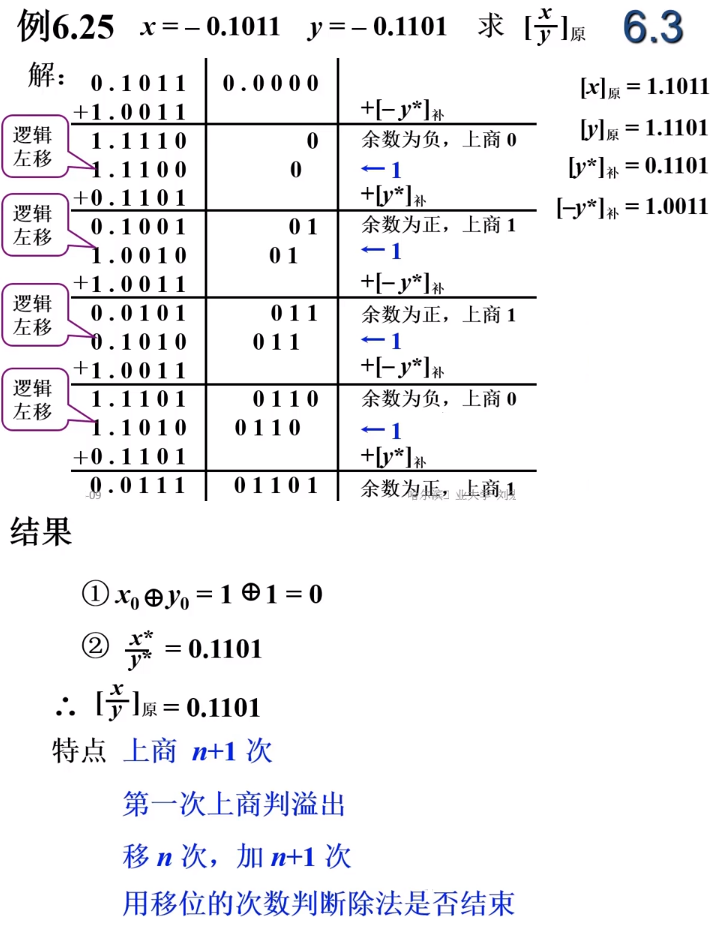 例6.25 x = – 0.1011 y = – 0.1101 求 [x/y]原 6.3
解：
0.1011 0.0000
+1.0011 +[– y*]补
1.1110 0 余数为负，上商 0
逻辑左移
1.1100 0 ← 1
+0.1101 +[y*]补
0.1001 01 余数为正，上商 1
逻辑左移
1.0010 01 ← 1
+1.0011 +[– y*]补
0.0101 011 余数为正，上商 1
逻辑左移
0.1010 011 ← 1
+1.0011 +[– y*]补
1.1101 0110 余数为负，上商 0
逻辑左移
1.1010 0110 ← 1
+0.1101 +[y*]补
0.0111 01101 余数为正，上商 1
[x]原 = 1.1011
[y]原 = 1.1101
[y*]补 = 0.1101
[–y*]补 = 1.0011
-09
结果
① x0 ⊕ y0 = 1 ⊕ 1 = 0
② x*/y* = 0.1101
∴ [x/y]原 = 0.1101
特点 上商 n+1 次
第一次上商判溢出
移 n 次，加 n+1 次
用移位的次数判断除法是否结束